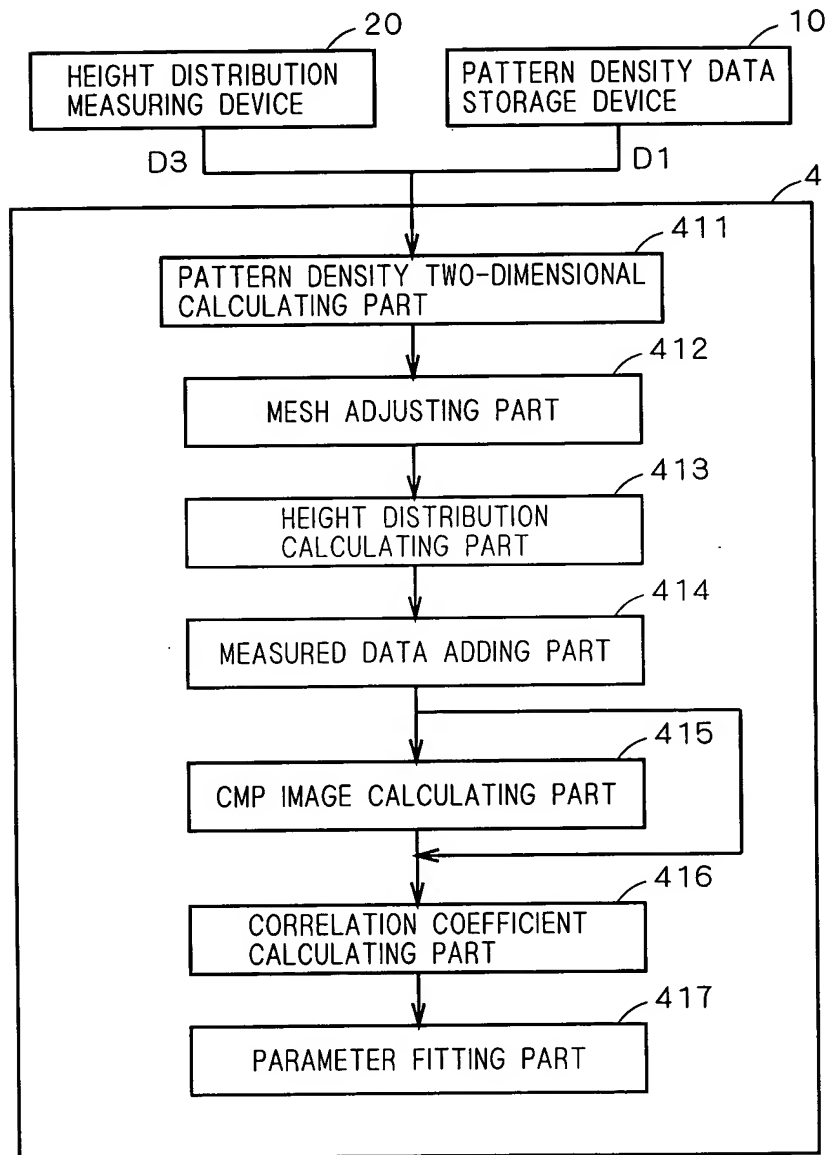 20
10
HEIGHT DISTRIBUTION
MEASURING DEVICE
PATTERN DENSITY DATA
STORAGE DEVICE
D3
D1
4
411
PATTERN DENSITY TWO-DIMENSIONAL
CALCULATING PART
412
MESH ADJUSTING PART
413
HEIGHT DISTRIBUTION
CALCULATING PART
414
MEASURED DATA ADDING PART
415
CMP IMAGE CALCULATING PART
416
CORRELATION COEFFICIENT
CALCULATING PART
417
PARAMETER FITTING PART